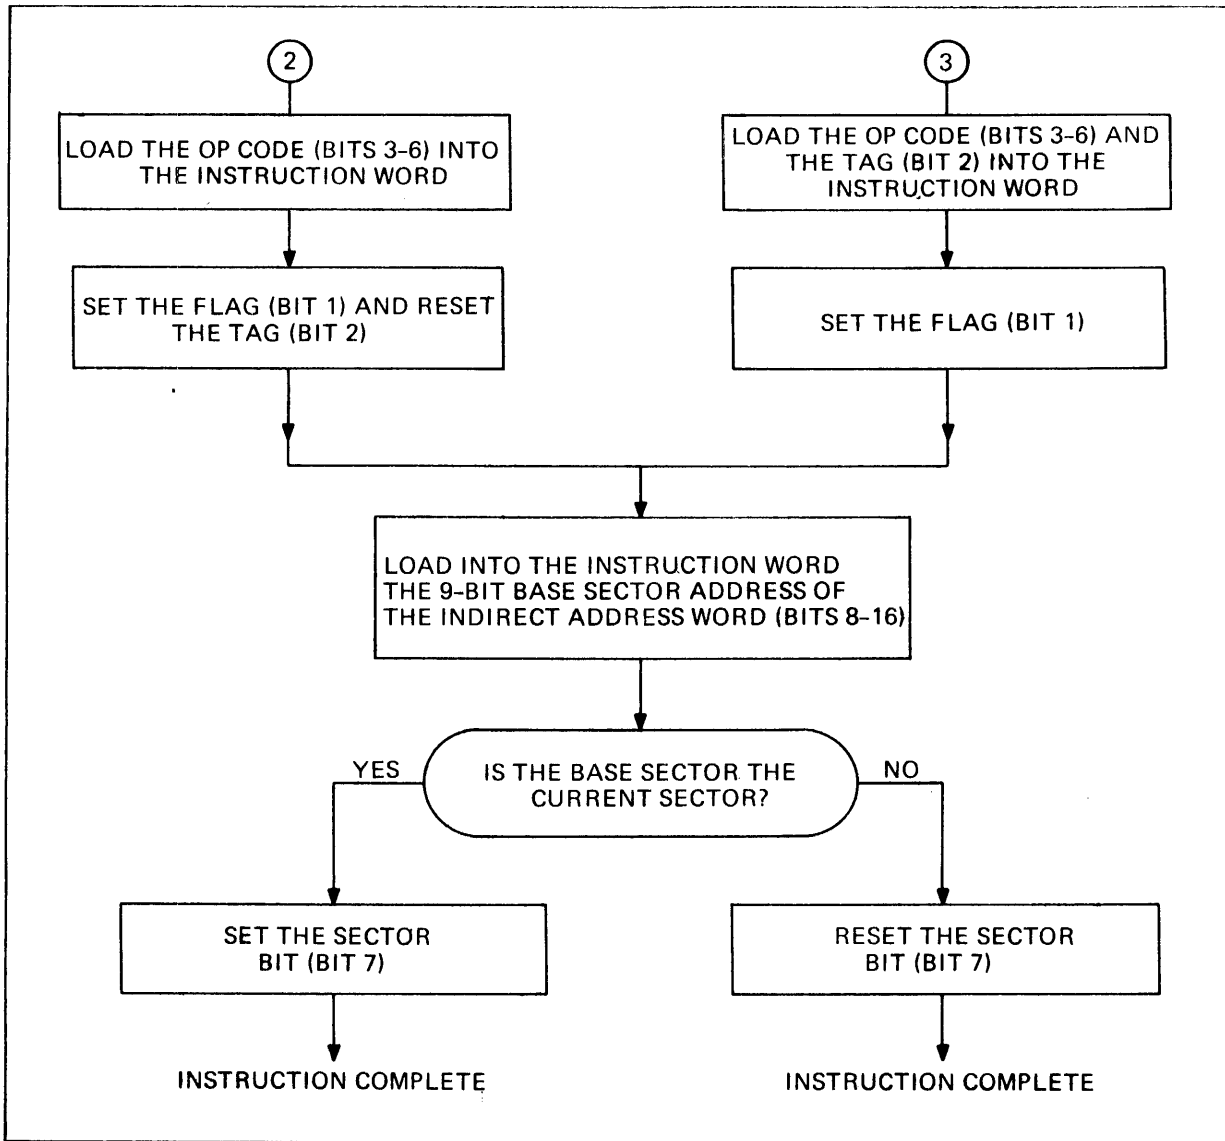 2
3
LOAD THE OP CODE (BITS 3-6) INTO
THE INSTRUCTION WORD
LOAD THE OP CODE (BITS 3-6) AND
THE TAG (BIT 2) INTO THE
INSTRUCTION WORD
SET THE FLAG (BIT 1) AND RESET
THE TAG (BIT 2)
SET THE FLAG (BIT 1)
LOAD INTO THE INSTRUCTION WORD
THE 9-BIT BASE SECTOR ADDRESS OF
THE INDIRECT ADDRESS WORD (BITS 8-16)
YES
IS THE BASE SECTOR THE
CURRENT SECTOR?
NO
SET THE SECTOR
BIT (BIT 7)
RESET THE SECTOR
BIT (BIT 7)
INSTRUCTION COMPLETE
INSTRUCTION COMPLETE